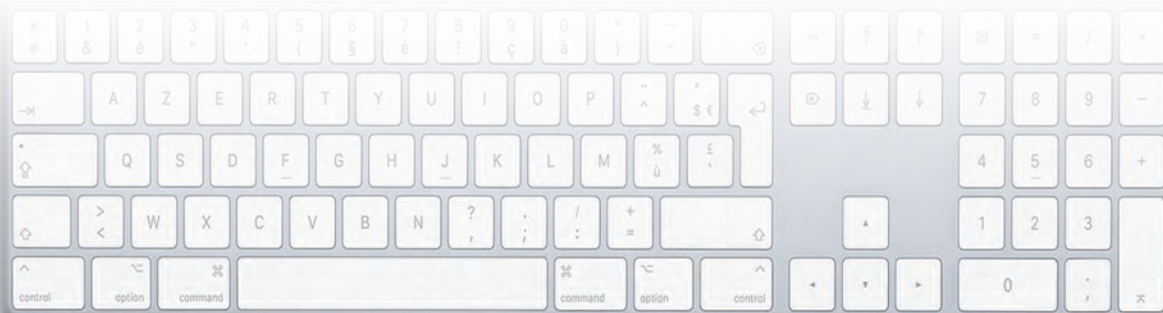 # 1 2 3 4 5 6 7 8 9 0 ° _ fn = / *
@ & é " ' ( § è ! ç à ) -
A Z E R T Y U I O P ¨ ^ * $ € 7 8 9 -
Q S D F G H J K L M % ù £ ` 4 5 6 +
> < W X C V B N ? , . ; / : + = 1 2 3
control option command command option control 0 . ,